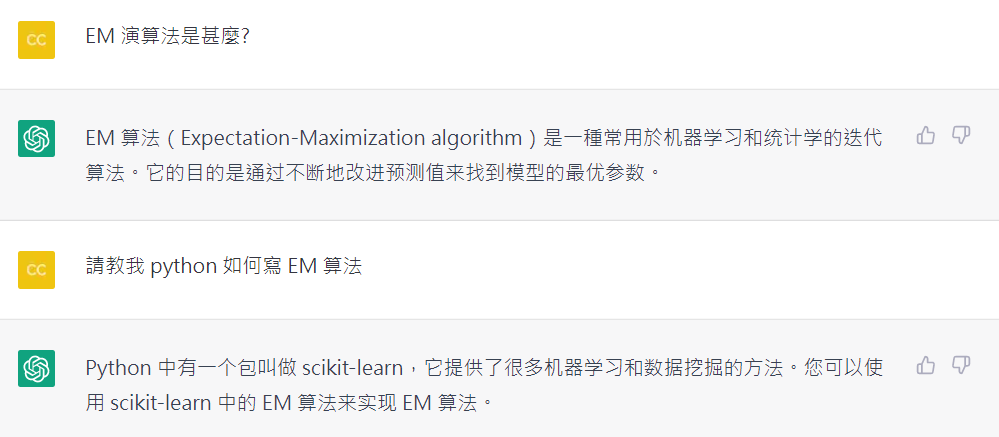 CC
EM 演算法是甚麼?
EM 算法（Expectation-Maximization algorithm）是一種常用於机器学习和统计学的迭代
算法。它的目的是通过不断地改进预测值来找到模型的最优参数。
CC
請教我 python 如何寫 EM 算法
Python 中有一个包叫做 scikit-learn，它提供了很多机器学习和数据挖掘的方法。您可以使
用 scikit-learn 中的 EM 算法来实现 EM 算法。